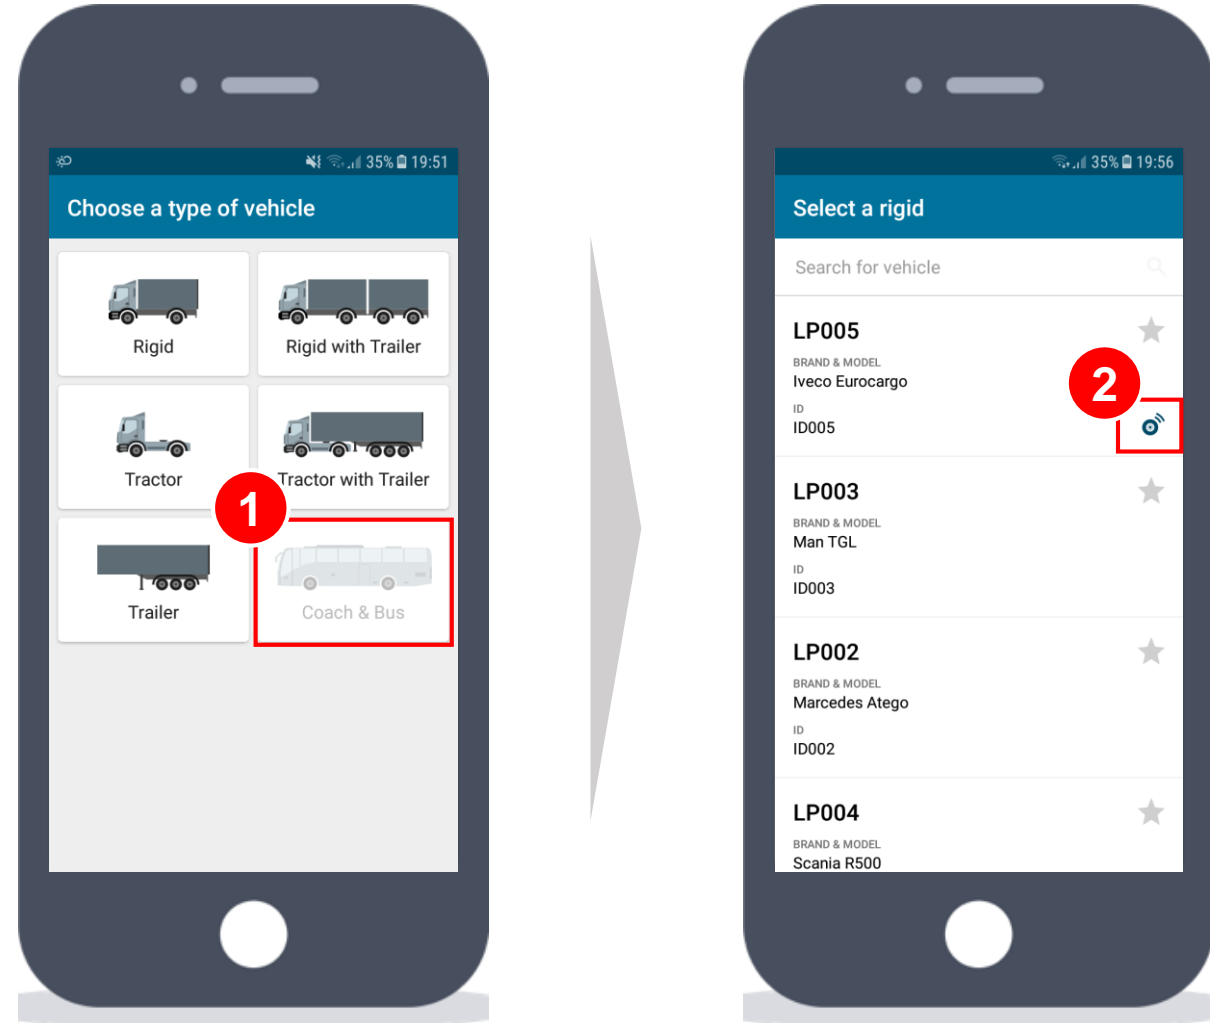 35% 19:51
Choose a type of vehicle
Rigid
Rigid with Trailer
Tractor
Tractor with Trailer
1
Trailer
Coach & Bus
35% 19:56
Select a rigid
Search for vehicle
LP005
BRAND & MODEL
Iveco Eurocargo
2
ID
ID005
LP003
BRAND & MODEL
Man TGL
ID
ID003
LP002
BRAND & MODEL
Marcedes Atego
ID
ID002
LP004
BRAND & MODEL
Scania R500